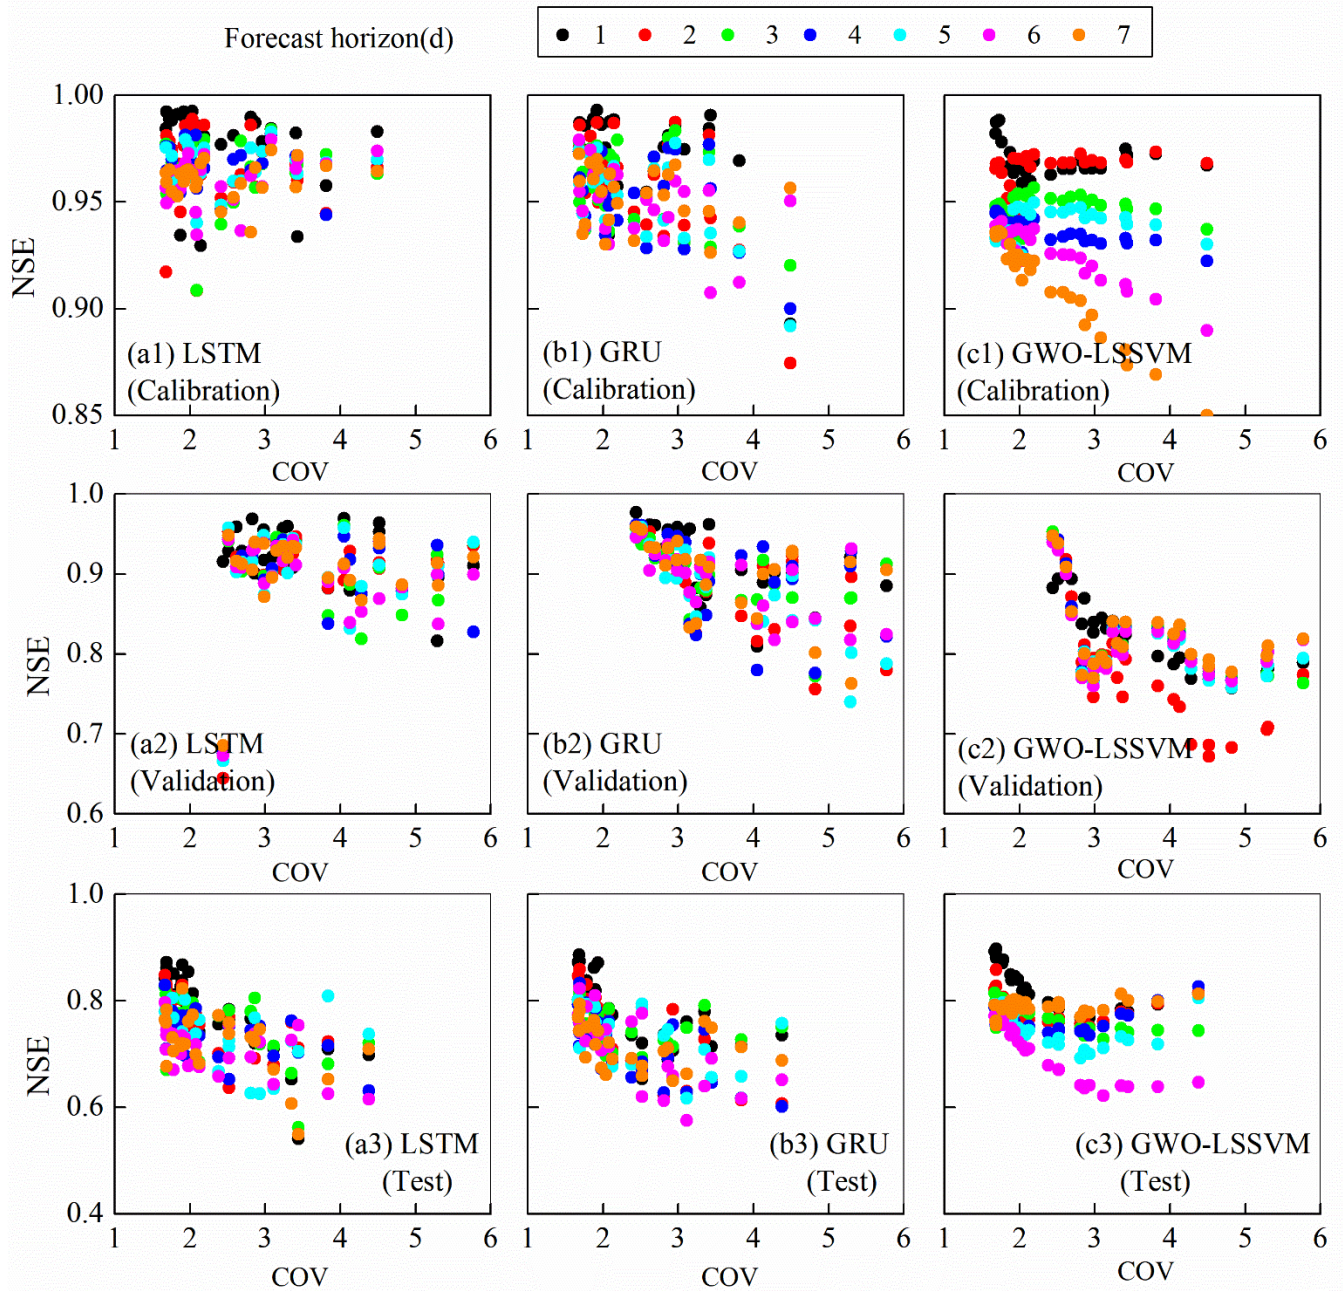 Forecast horizon(d) 1 2 3 4 5 6 7
1.00
0.95
0.90
0.85
NSE
(a1) LSTM
(Calibration)
1 2 3 4 5 6
COV
(b1) GRU
(Calibration)
1 2 3 4 5 6
COV
(c1) GWO-LSSVM
(Calibration)
1 2 3 4 5 6
COV
1.0
0.9
0.8
0.7
0.6
NSE
(a2) LSTM
(Validation)
1 2 3 4 5 6
COV
(b2) GRU
(Validation)
1 2 3 4 5 6
COV
(c2) GWO-LSSVM
(Validation)
1 2 3 4 5 6
COV
1.0
0.8
0.6
0.4
NSE
(a3) LSTM
(Test)
1 2 3 4 5 6
COV
(b3) GRU
(Test)
1 2 3 4 5 6
COV
(c3) GWO-LSSVM
(Test)
1 2 3 4 5 6
COV